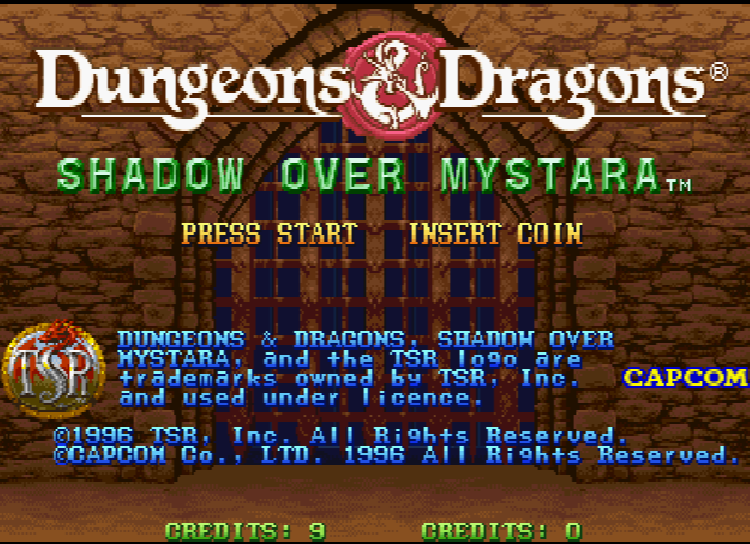 Dungeons Dragons®
SHADOW OVER MYSTARA™
PRESS START INSERT COIN
TSR
DUNGEONS & DRAGONS, SHADOW OVER
MYSTARA, and the TSR logo are
trademarks owned by TSR, Inc.
and used under licence.
CAPCOM
©1996 TSR, Inc. All Rights Reserved.
©CAPCOM Co., LTD. 1996 All Rights Reserved.
CREDITS: 9 CREDITS: 0